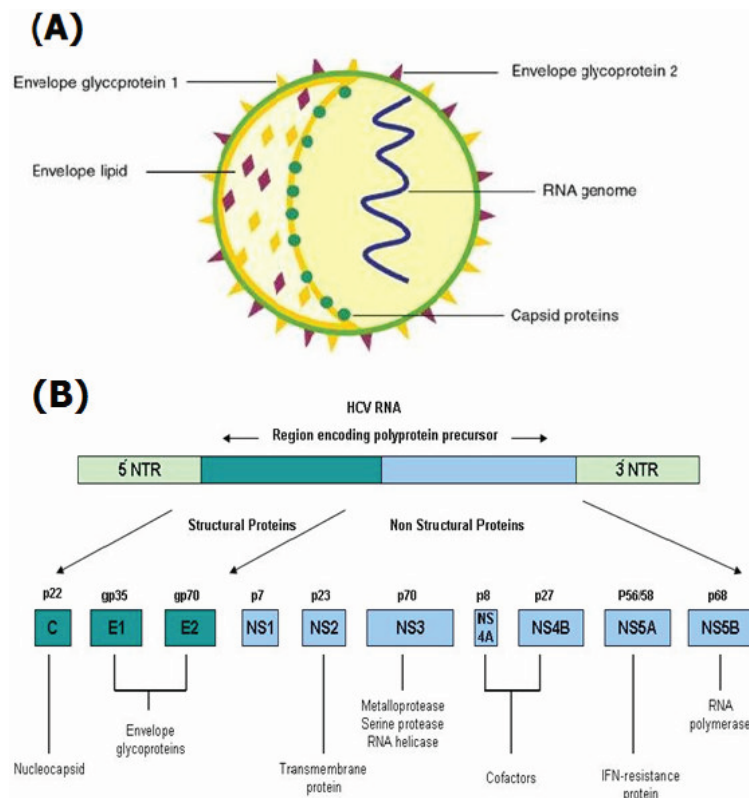 (A)
Envelope glycoprotein 1
Envelope glycoprotein 2
Envelope lipid
RNA genome
Capsid proteins
(B)
HCV RNA
Region encoding polyprotein precursor
5´NTR
3´NTR
Structural Proteins
Non Structural Proteins
p22 gp35 gp70 p7 p23 p70 p8 p27 P56/58 p68
C E1 E2 NS1 NS2 NS3 NS 4A NS4B NS5A NS5B
Nucleocapsid
Envelope
glycoproteins
Transmembrane
protein
Metalloprotease
Serine protease
RNA helicase
Cofactors
IFN-resistance
protein
RNA
polymerase